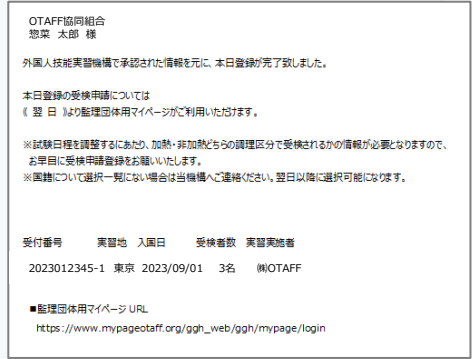 OTAFF協同組合
惣菜 太郎 様
外国人技能実習機構で承認された情報を元に、本日登録が完了致しました。
本日登録の受検申請については
《 翌 日 》より監理団体用マイページがご利用いただけます。
※試験日程を調整するにあたり、加熱・非加熱どちらの調理区分で受検されるかの情報が必要となりますので、
お早目に受検申請登録をお願いいたします。
※国籍について選択一覧にない場合は当機構へご連絡ください。翌日以降に選択可能になります。
受付番号 実習地 入国日 受検者数 実習実施者
2023012345-1 東京 2023/09/01 3名 ㈱OTAFF
■監理団体用マイページ URL
https://www.mypageotaff.org/ggh_web/ggh/mypage/login